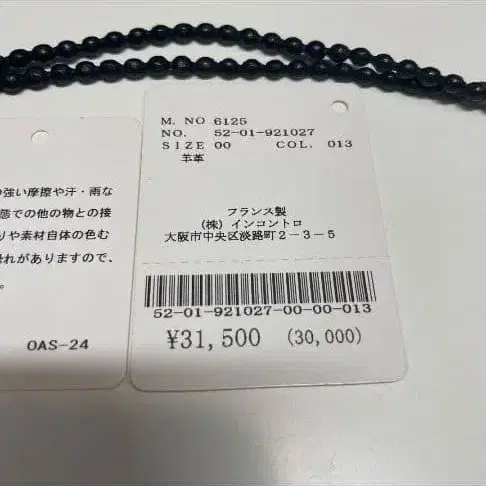 M. NO 6125
NO. 52-01-921027
SIZE 00 COL. 013
羊革
フランス製
(株) インコントロ
大阪市中央区淡路町2-3-5
52-01-921027-00-00-013
¥31,500 (30,000)
強い摩擦や汗・雨な
態での他の物との接
りや素材自体の色む
れがありますので、
。
OAS-24